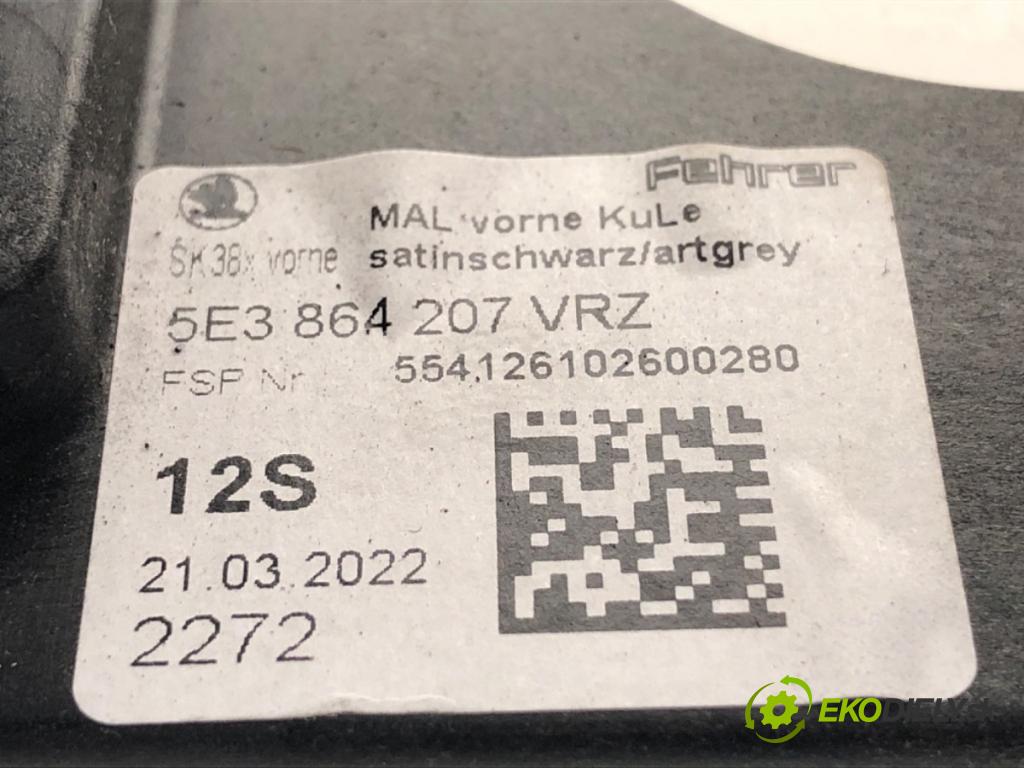 Fehrer
MAL vorne KuLe
SK38x vorne satinschwarz/artgrey
5E3 864 207 VRZ
FSP Nr 554126102600280
12S
21.03.2022
2272
EKODIELY